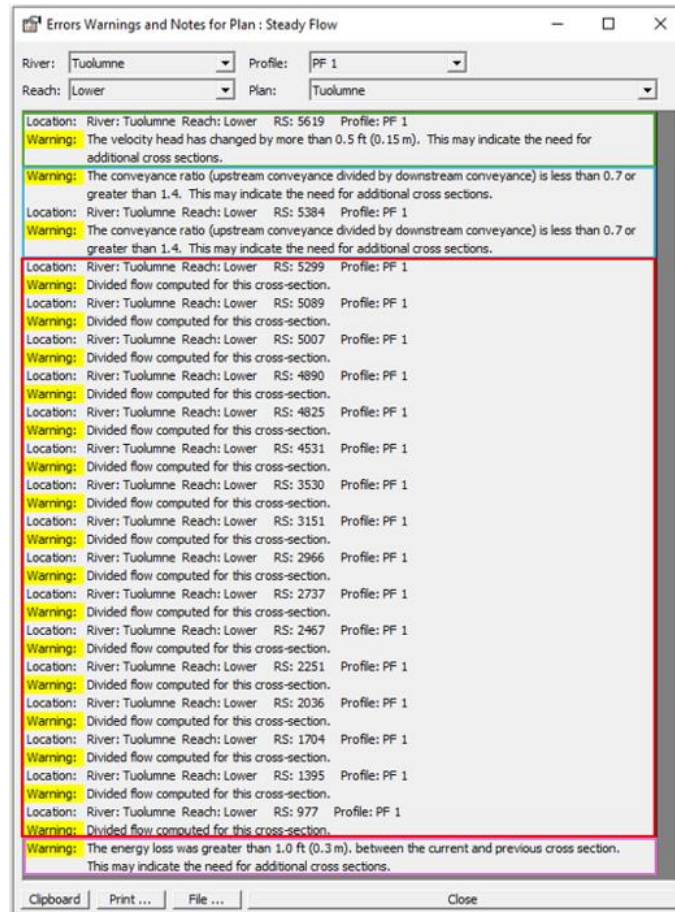 Errors Warnings and Notes for Plan : Steady Flow
River: Tuolumne Profile: PF 1
Reach: Lower Plan: Tuolumne
Location: River: Tuolumne Reach: Lower RS: 5619 Profile: PF 1
Warning: The velocity head has changed by more than 0.5 ft (0.15 m). This may indicate the need for
additional cross sections.
Warning: The conveyance ratio (upstream conveyance divided by downstream conveyance) is less than 0.7 or
greater than 1.4. This may indicate the need for additional cross sections.
Location: River: Tuolumne Reach: Lower RS: 5384 Profile: PF 1
Warning: The conveyance ratio (upstream conveyance divided by downstream conveyance) is less than 0.7 or
greater than 1.4. This may indicate the need for additional cross sections.
Location: River: Tuolumne Reach: Lower RS: 5299 Profile: PF 1
Warning: Divided flow computed for this cross-section.
Location: River: Tuolumne Reach: Lower RS: 5089 Profile: PF 1
Warning: Divided flow computed for this cross-section.
Location: River: Tuolumne Reach: Lower RS: 5007 Profile: PF 1
Warning: Divided flow computed for this cross-section.
Location: River: Tuolumne Reach: Lower RS: 4890 Profile: PF 1
Warning: Divided flow computed for this cross-section.
Location: River: Tuolumne Reach: Lower RS: 4825 Profile: PF 1
Warning: Divided flow computed for this cross-section.
Location: River: Tuolumne Reach: Lower RS: 4531 Profile: PF 1
Warning: Divided flow computed for this cross-section.
Location: River: Tuolumne Reach: Lower RS: 3530 Profile: PF 1
Warning: Divided flow computed for this cross-section.
Location: River: Tuolumne Reach: Lower RS: 3151 Profile: PF 1
Warning: Divided flow computed for this cross-section.
Location: River: Tuolumne Reach: Lower RS: 2966 Profile: PF 1
Warning: Divided flow computed for this cross-section.
Location: River: Tuolumne Reach: Lower RS: 2737 Profile: PF 1
Warning: Divided flow computed for this cross-section.
Location: River: Tuolumne Reach: Lower RS: 2467 Profile: PF 1
Warning: Divided flow computed for this cross-section.
Location: River: Tuolumne Reach: Lower RS: 2251 Profile: PF 1
Warning: Divided flow computed for this cross-section.
Location: River: Tuolumne Reach: Lower RS: 2036 Profile: PF 1
Warning: Divided flow computed for this cross-section.
Location: River: Tuolumne Reach: Lower RS: 1704 Profile: PF 1
Warning: Divided flow computed for this cross-section.
Location: River: Tuolumne Reach: Lower RS: 1395 Profile: PF 1
Warning: Divided flow computed for this cross-section.
Location: River: Tuolumne Reach: Lower RS: 977 Profile: PF 1
Warning: Divided flow computed for this cross-section.
Warning: The energy loss was greater than 1.0 ft (0.3 m). between the current and previous cross section.
This may indicate the need for additional cross sections.
Clipboard Print ... File ... Close